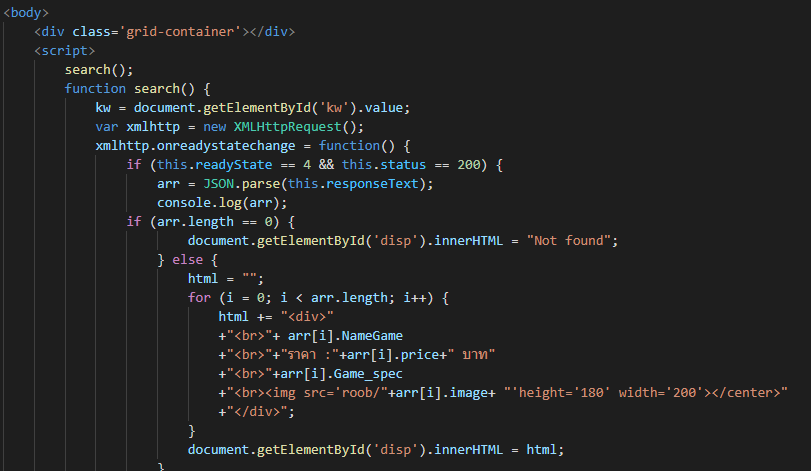 <body>
<div class='grid-container'></div>
<script>
search();
function search() {
kw = document.getElementById('kw').value;
var xmlhttp = new XMLHttpRequest();
xmlhttp.onreadystatechange = function() {
if (this.readyState == 4 && this.status == 200) {
arr = JSON.parse(this.responseText);
console.log(arr);
if (arr.length == 0) {
document.getElementById('disp').innerHTML = "Not found";
} else {
html = "";
for (i = 0; i < arr.length; i++) {
html += "<div>"
+"<br>"+ arr[i].NameGame
+"<br>"+"ราคา :"+arr[i].price+" บาท"
+"<br>"+arr[i].Game_spec
+"<br><img src='roob/"+arr[i].image+ "'height='180' width='200'></center>"
+"</div>";
}
document.getElementById('disp').innerHTML = html;
}